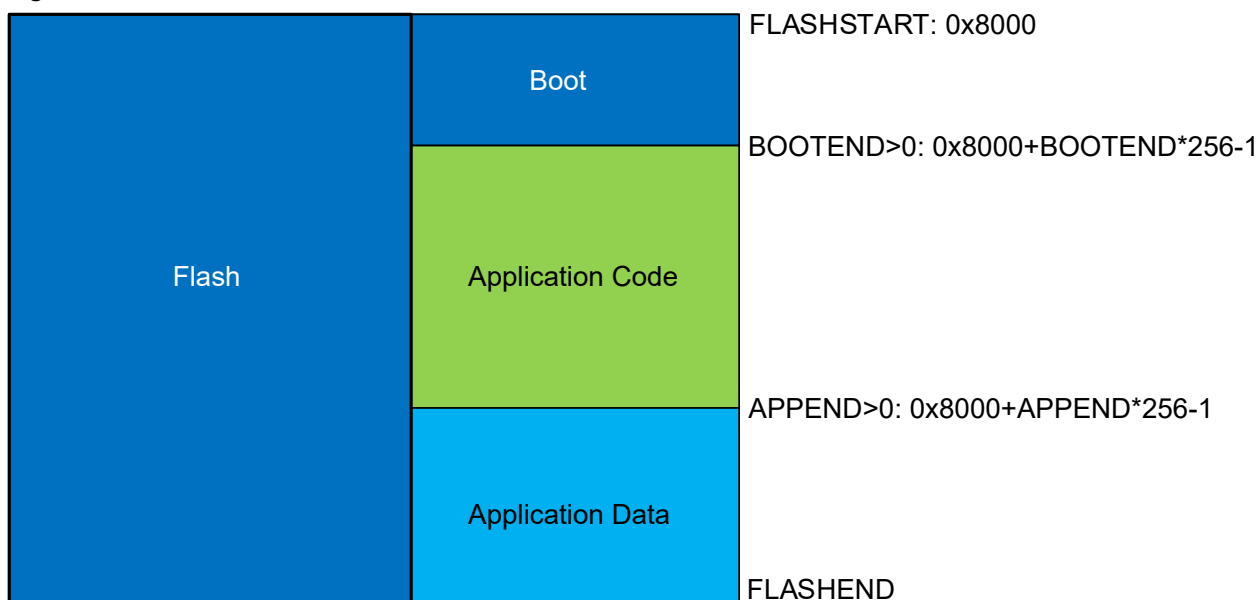 FLASHSTART: 0x8000
Boot
BOOTEND>0: 0x8000+BOOTEND*256-1
Flash
Application Code
APPEND>0: 0x8000+APPEND*256-1
Application Data
FLASHEND